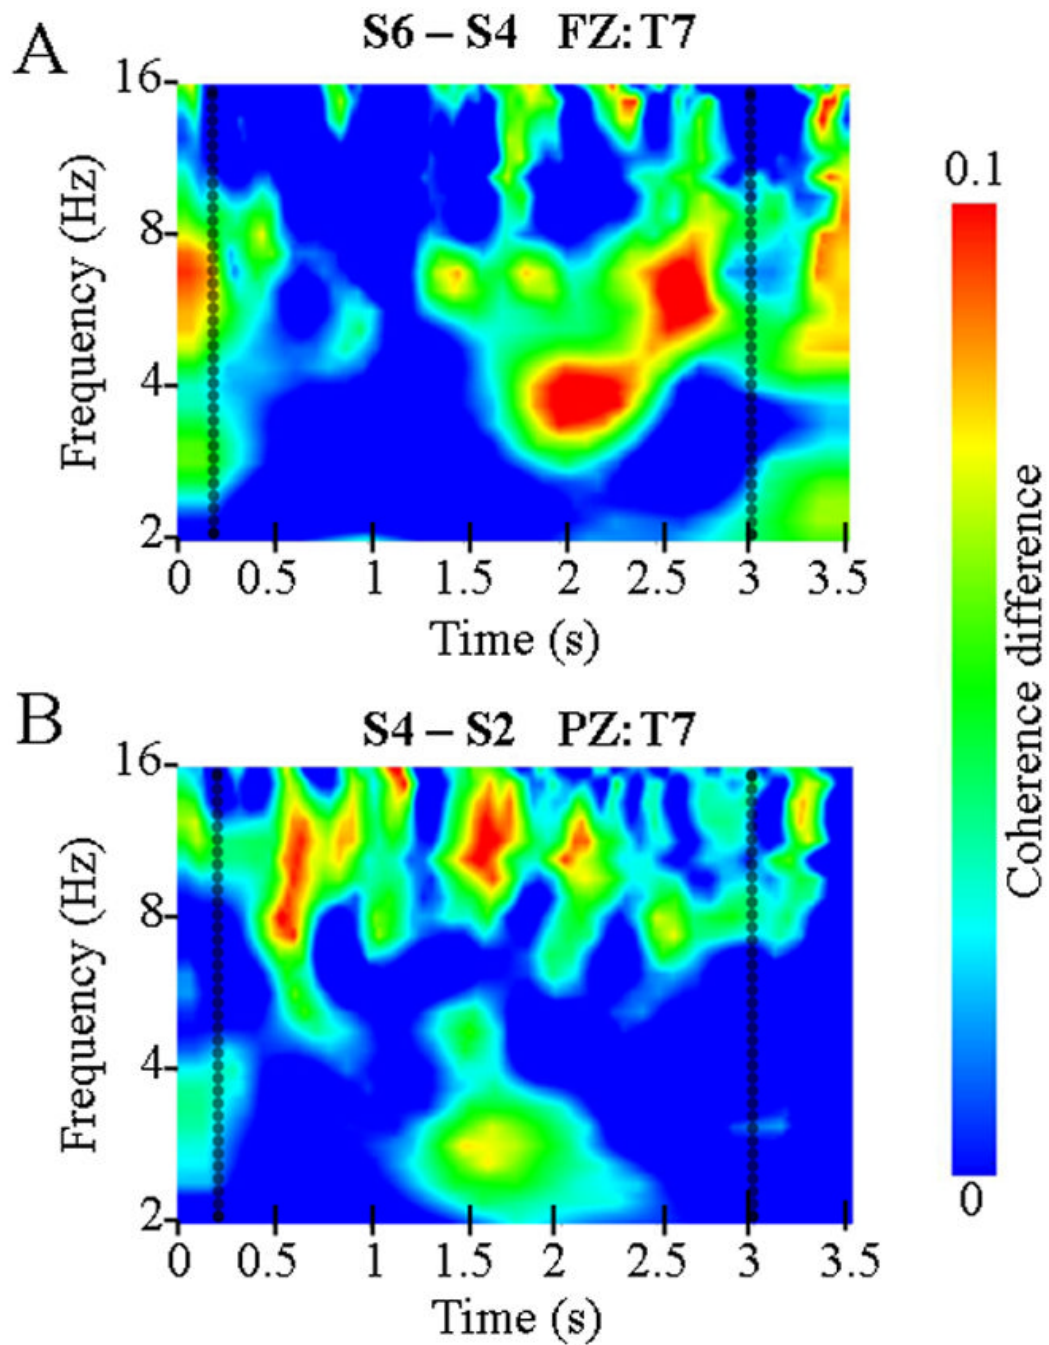 A
S6 – S4 FZ: T7
16
8
4
2
Frequency (Hz)
0 0.5 1 1.5 2 2.5 3 3.5
Time (s)
B
S4 – S2 PZ: T7
16
8
4
2
Frequency (Hz)
0 0.5 1 1.5 2 2.5 3 3.5
Time (s)
0.1
Coherence difference
0